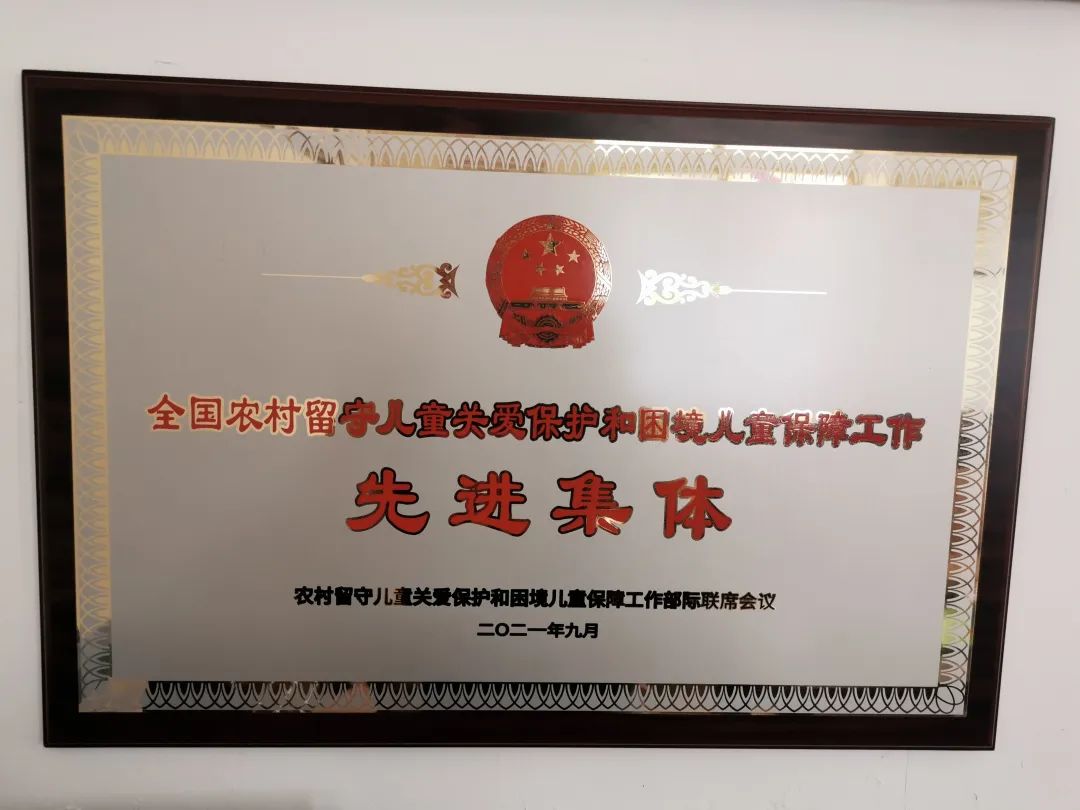 全国农村留守儿童关爱保护和困境儿童保障工作
先进集体
农村留守儿童关爱保护和困境儿童保障工作部际联席会议
二〇二一年九月